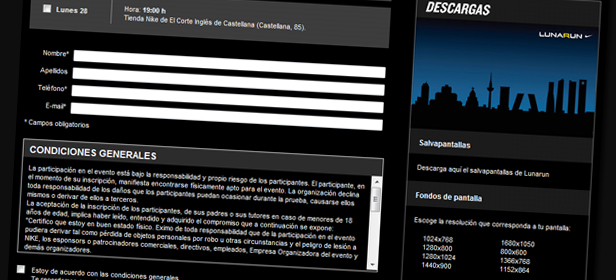 Lunes 28
Hora: 19:00 h
Tienda Nike de El Corte Inglés de Castellana (Castellana, 85).
Nombre*
Apellidos
Teléfono*
E-mail*
* Campos obligatorios
CONDICIONES GENERALES
La participación en el evento está bajo la responsabilidad y propio riesgo de los participantes. El participante, en
el momento de su inscripción, manifiesta encontrarse físicamente apto para el evento. La organización declina
toda responsabilidad de los daños que los participantes puedan ocasionar durante la prueba, causarse ellos
mismos o derivar de ellos a terceros.
La aceptación de la inscripción de los participantes, de sus padres o sus tutores en caso de menores de 18
años de edad, implica haber leído, entendido y adquirido el compromiso que a continuación se expone:
"Certifico que estoy en buen estado físico. Eximo de toda responsabilidad que de la participación en el evento
pudiera derivar tal como pérdida de objetos personales por robo u otras circunstancias y el peligro de lesión a
NIKE, los esponsors o patrocinadores comerciales, directivos, empleados, Empresa Organizadora del evento y
demás organizadores.
Estoy de acuerdo con las condiciones generales
DESCARGAS
LUNARUN
Salvapantallas
Descarga aquí el salvapantallas de Lunarun
Fondos de pantalla
Escoge la resolución que corresponda a tu pantalla:
1024x768 1680x1050
1280x800 800x600
1280x1024 1366x768
1440x900 1152x864